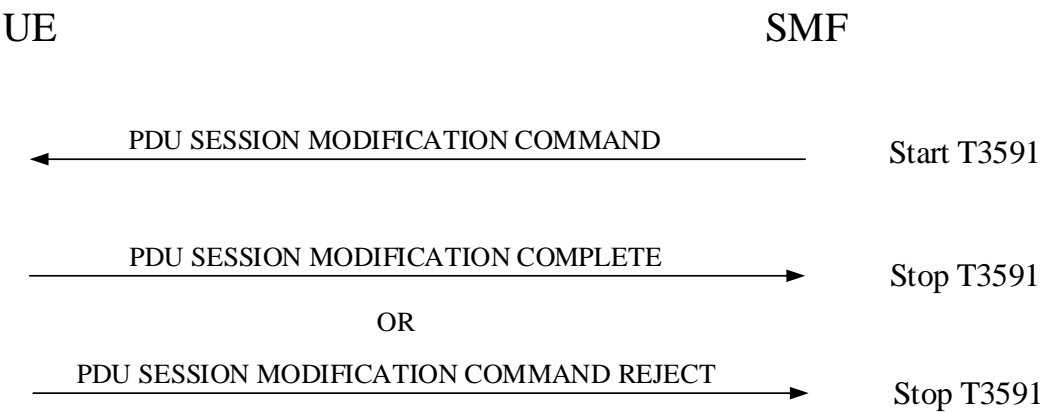 UE SMF
PDU SESSION MODIFICATION COMMAND Start T3591
PDU SESSION MODIFICATION COMPLETE Stop T3591
OR
PDU SESSION MODIFICATION COMMAND REJECT Stop T3591